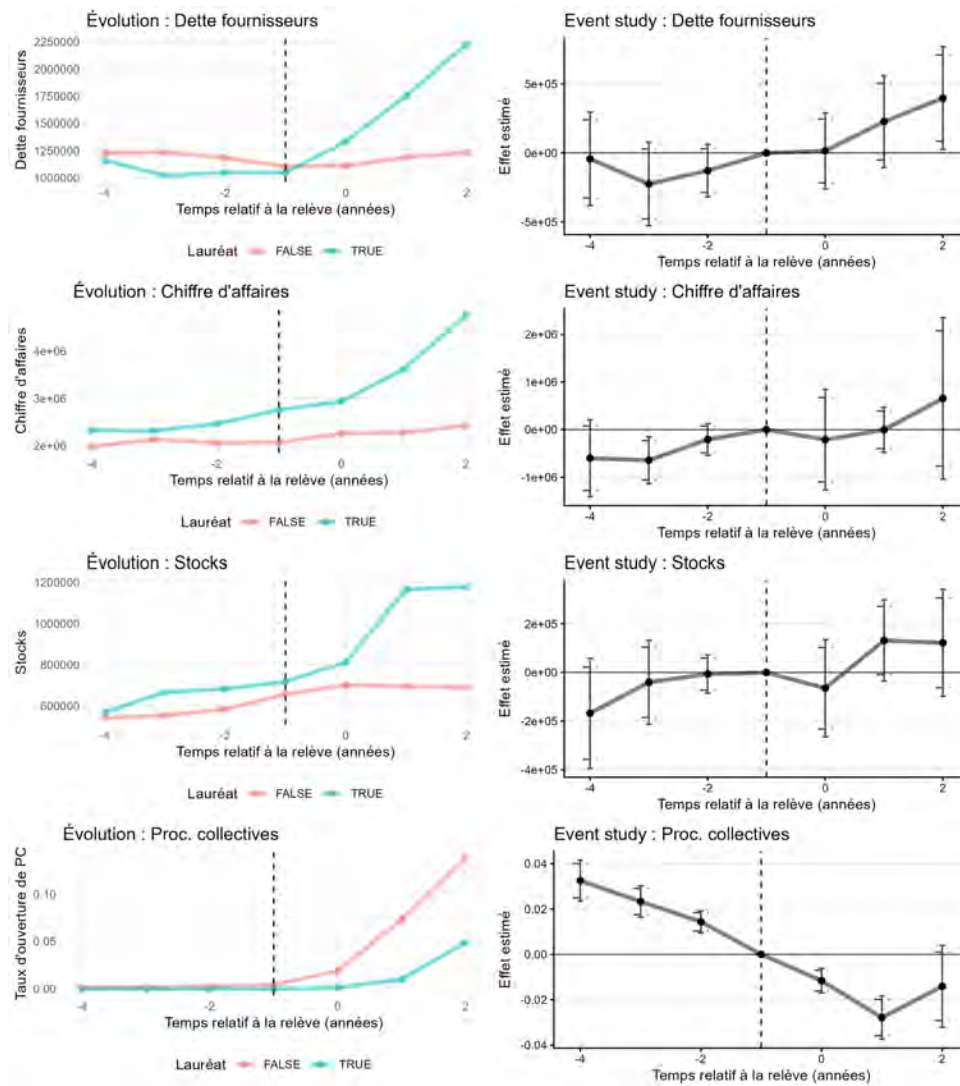 Évolution : Dette fournisseurs
Dette fournisseurs
2250000
2000000
1750000
1500000
1250000
1000000
-4
-2
0
2
Temps relatif à la relève (années)
Lauréat FALSE TRUE
Event study : Dette fournisseurs
Effet estimé
5e+05
0e+00
-5e+05
-4
-2
0
2
Temps relatif à la relève (années)
Évolution : Chiffre d'affaires
Chiffre d'affaires
4e+06
3e+06
2e+06
-4
-2
0
2
Temps relatif à la relève (années)
Lauréat FALSE TRUE
Event study : Chiffre d'affaires
Effet estimé
2e+06
1e+06
0e+00
-1e+06
-4
-2
0
2
Temps relatif à la relève (années)
Évolution : Stocks
Stocks
1200000
1000000
800000
600000
-4
-2
0
2
Temps relatif à la relève (années)
Lauréat FALSE TRUE
Event study : Stocks
Effet estimé
2e+05
0e+00
-2e+05
-4e+05
-4
-2
0
2
Temps relatif à la relève (années)
Évolution : Proc. collectives
Taux d'ouverture de PC
0.10
0.05
0.00
-4
-2
0
2
Temps relatif à la relève (années)
Lauréat FALSE TRUE
Event study : Proc. collectives
Effet estimé
0.04
0.02
0.00
-0.02
-0.04
-4
-2
0
2
Temps relatif à la relève (années)